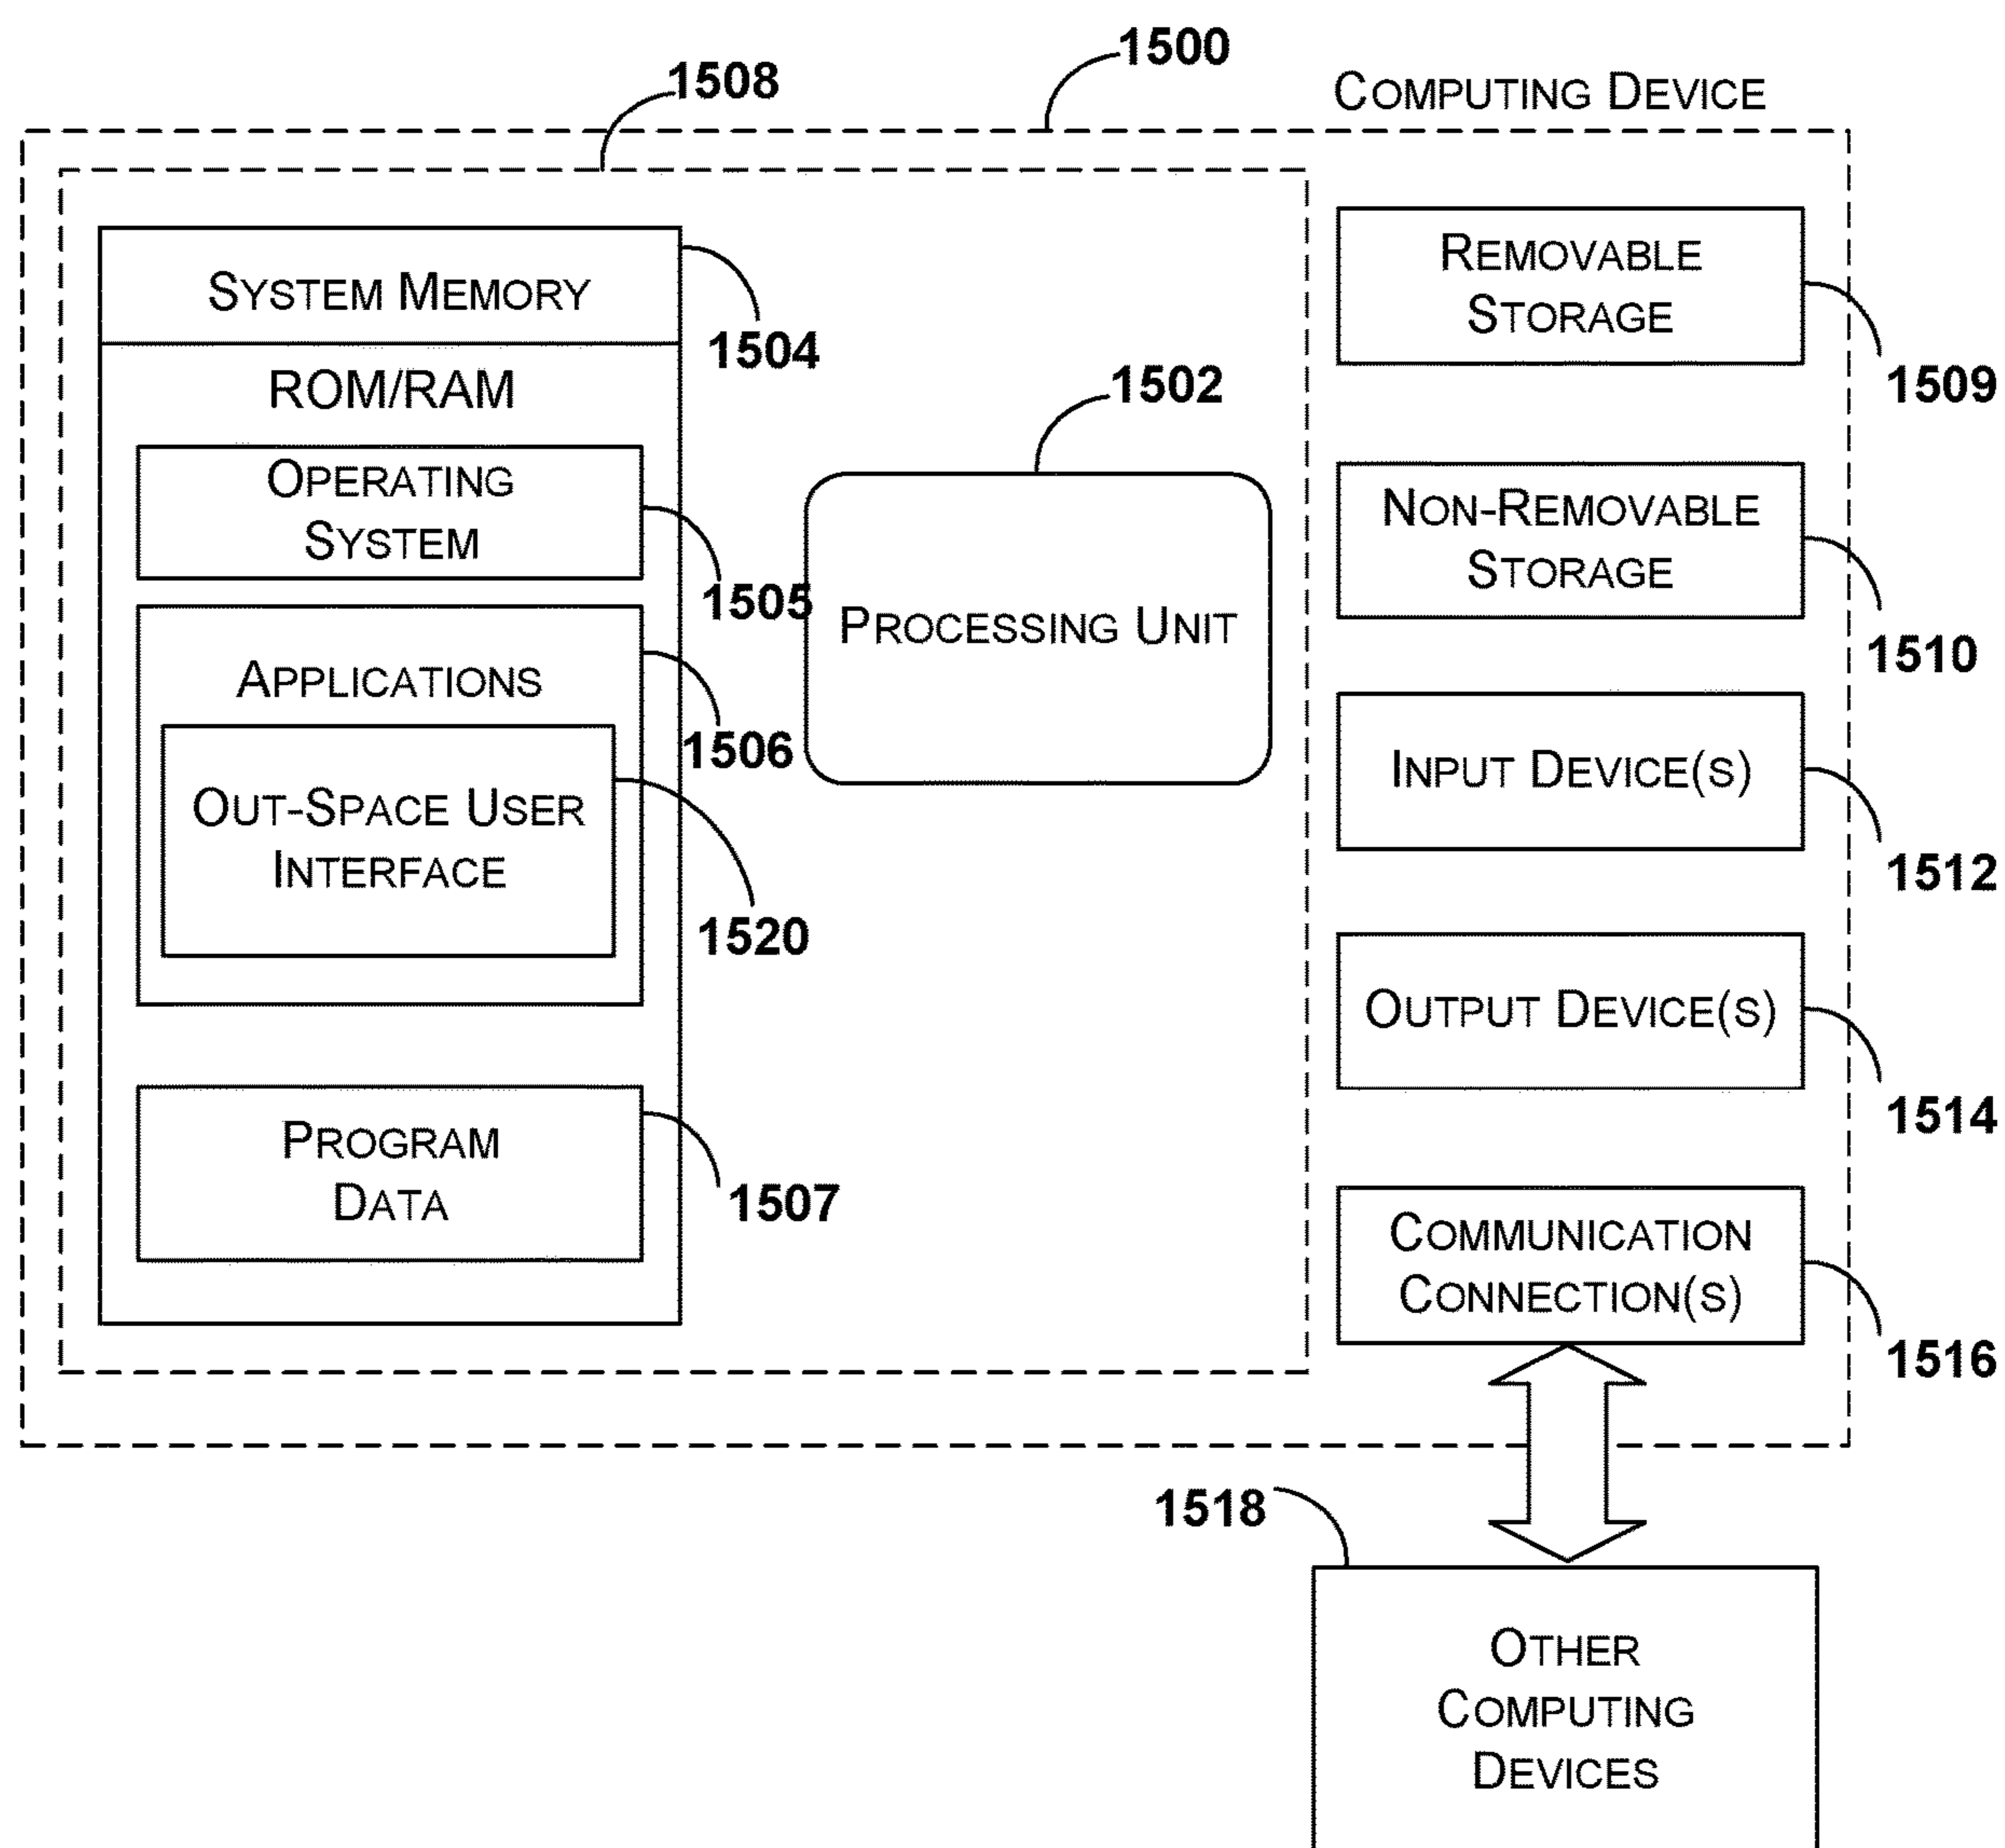 1500
1508
COMPUTING DEVICE
SYSTEM MEMORY
1504
ROM/RAM
OPERATING
SYSTEM
1505
APPLICATIONS
1506
OUT-SPACE USER
INTERFACE
1520
PROGRAM
DATA
1507
1502
PROCESSING UNIT
REMOVABLE
STORAGE
1509
NON-REMOVABLE
STORAGE
1510
INPUT DEVICE(S)
1512
OUTPUT DEVICE(S)
1514
COMMUNICATION
CONNECTION(S)
1516
1518
OTHER
COMPUTING
DEVICES